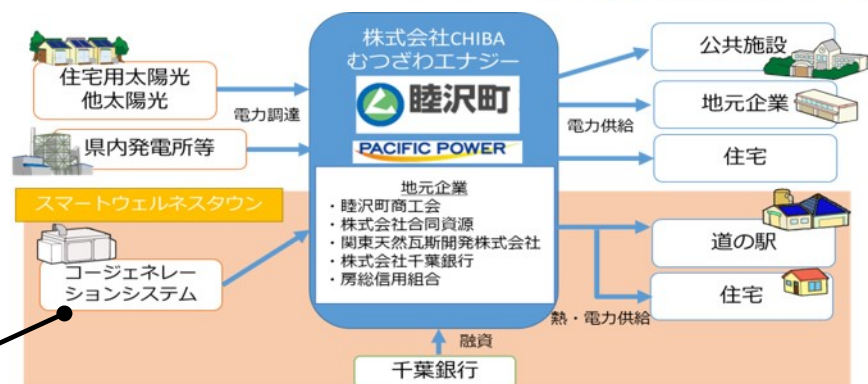 住宅用太陽光
他太陽光
県内発電所等
電力調達
株式会社CHIBA
むつざわエナジー
睦沢町
PACIFIC POWER
地元企業
・睦沢町商工会
・株式会社合同資源
・関東天然瓦斯開発株式会社
・株式会社千葉銀行
・房総信用組合
公共施設
地元企業
電力供給
住宅
スマートウェルネスタウン
コージェネレー
ションシステム
道の駅
住宅
熱・電力供給
融資
千葉銀行